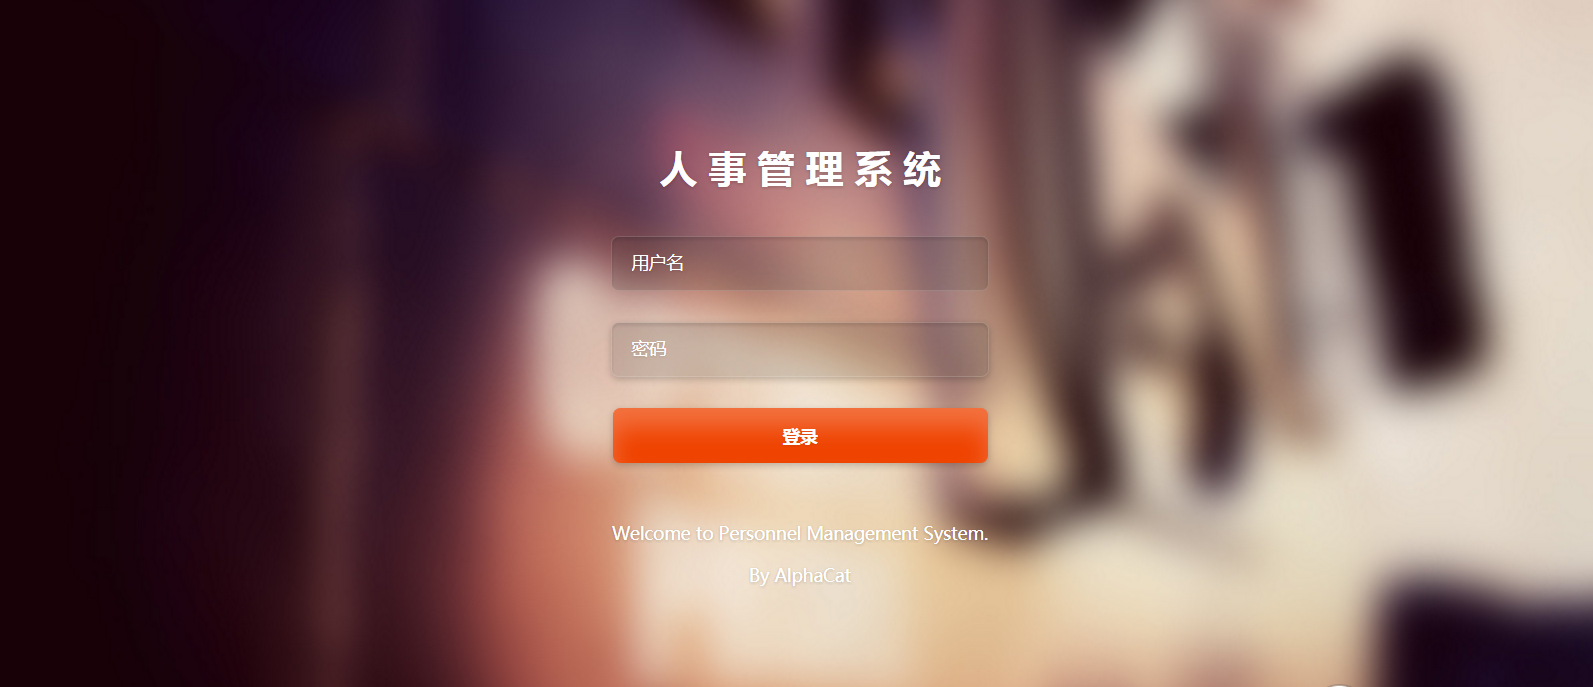 人事管理系统
用户名
密码
登录
Welcome to Personnel Management System.
By AlphaCat